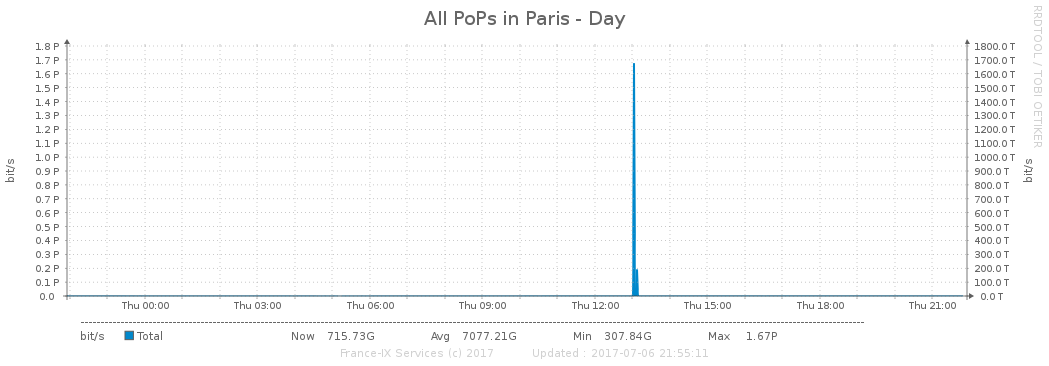 All PoPs in Paris - Day
RRDTOOL / TOBI OETIKER
bit/s
1.8 P 1800.0 T
1.7 P 1700.0 T
1.6 P 1600.0 T
1.5 P 1500.0 T
1.4 P 1400.0 T
1.3 P 1300.0 T
1.2 P 1200.0 T
1.1 P 1100.0 T
1.0 P 1000.0 T
0.9 P 900.0 T
0.8 P 800.0 T
0.7 P 700.0 T
0.6 P 600.0 T
0.5 P 500.0 T
0.4 P 400.0 T
0.3 P 300.0 T
0.2 P 200.0 T
0.1 P 100.0 T
0.0 0.0 T
bit/s
Thu 00:00 Thu 03:00 Thu 06:00 Thu 09:00 Thu 12:00 Thu 15:00 Thu 18:00 Thu 21:00
bit/s Total Now 715.73G Avg 7077.21G Min 307.84G Max 1.67P
France-IX Services (c) 2017 Updated : 2017-07-06 21:55:11